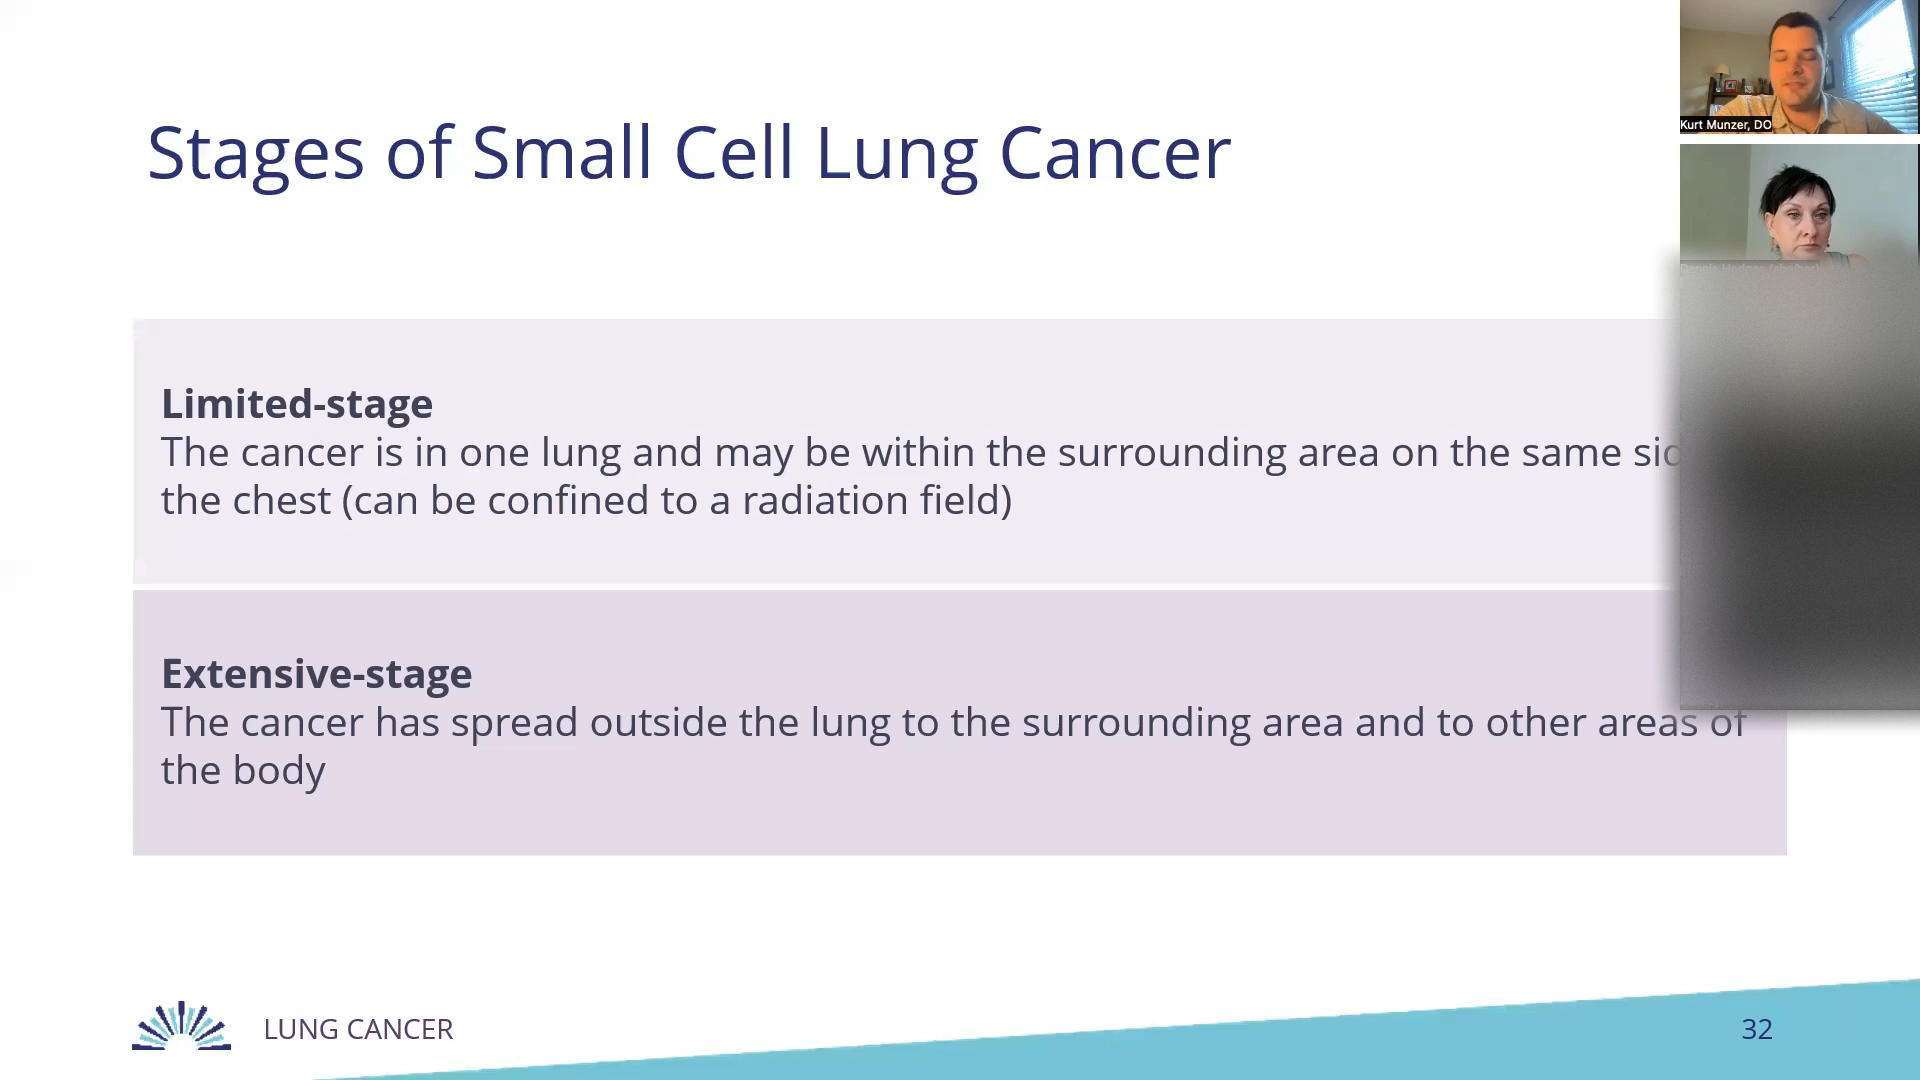 Stages of Small Cell Lung Cancer
Kurt Munzer, DO
Limited-stage
The cancer is in one lung and may be within the surrounding area on the same
the chest (can be confined to a radiation field)
Extensive-stage
The cancer has spread outside the lung to the surrounding area and to other areas of
the body
LUNG CANCER
32